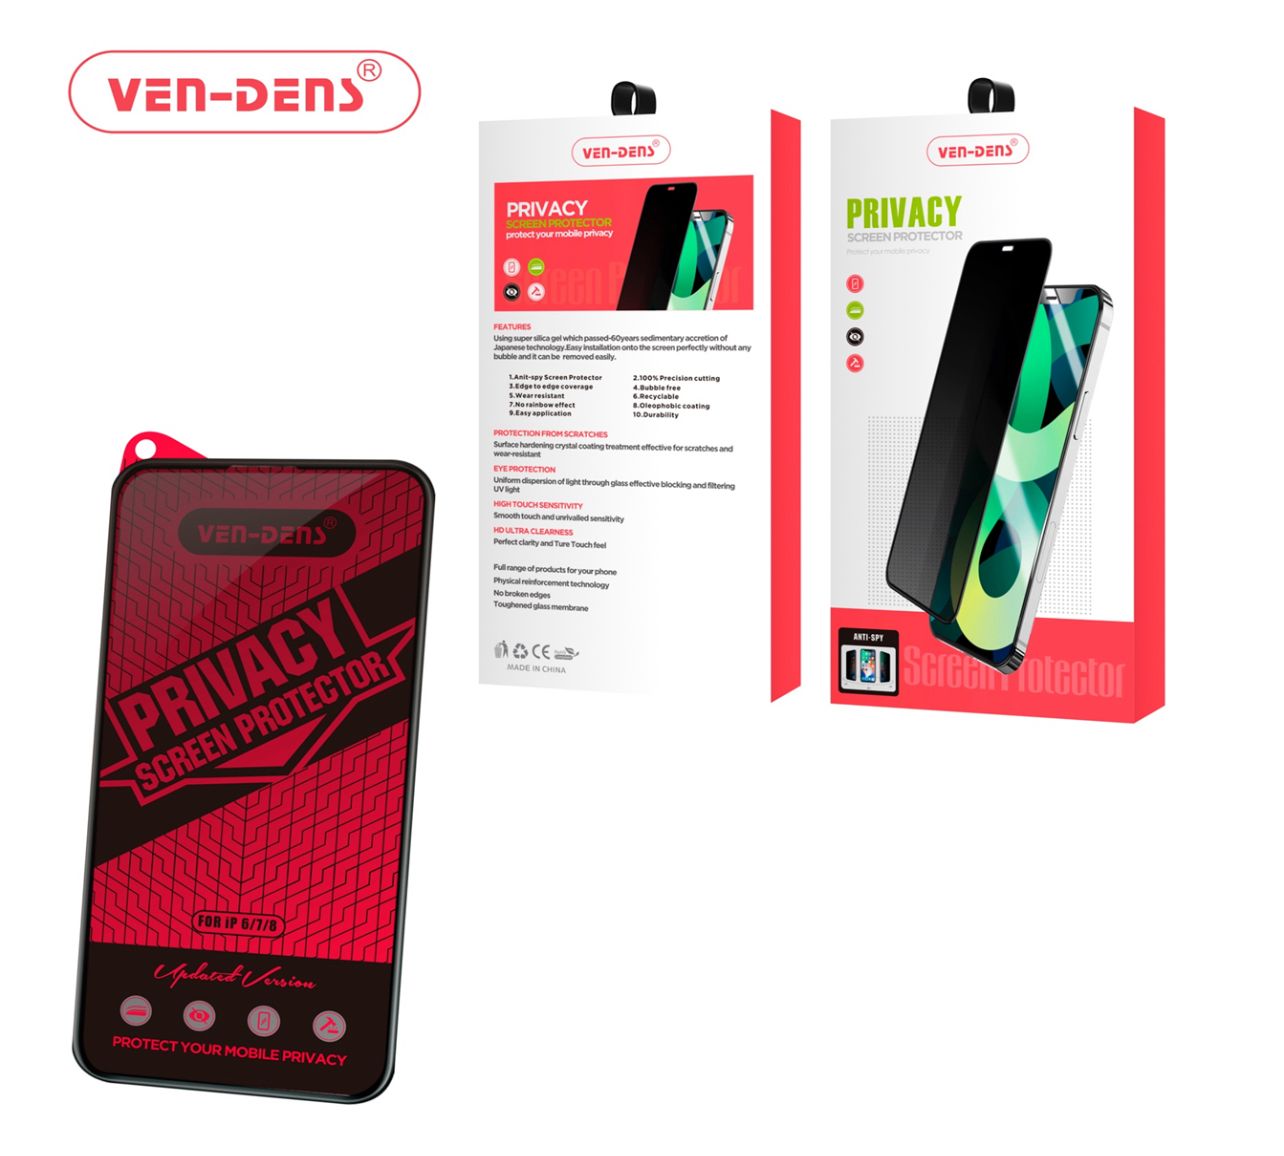 VEN-DENS®
VEN-DENS®
PRIVACY
SCREEN PROTECTOR
protect your mobile privacy
Screen Protector
FEATURES
Using super silica gel which passed-60years sedimentary accretion of
Japanese technology.Easy installation onto the screen perfectly without any
bubble and it can be removed easily.
1.Anit-spy Screen Protector
2.100% Precision cutting
3.Edge to edge coverage
4.Bubble free
5.Wear resistant
6.Recyclable
7.No rainbow effect
8.Oleophobic coating
9.Easy application
10.Durability
PROTECTION FROM SCRATCHES
Surface hardening crystal coating treatment effective for scratches and
wear-resistant
EYE PROTECTION
Uniform dispersion of light through glass effective blocking and filtering
UV light
HIGH TOUCH SENSITIVITY
Smooth touch and unrivalled sensitivity
HD ULTRA CLEARNESS
Perfect clarity and Ture Touch feel
Full range of products for your phone
Physical reinforcement technology
No broken edges
Toughened glass membrane
CE
RoHS
MADE IN CHINA
VEN-DENS®
PRIVACY
SCREEN PROTECTOR
Protect your mobile privacy
ANTI-SPY
Screen Protector
VEN-DENS®
PRIVACY
SCREEN PROTECTOR
FOR iP 6/7/8
Updated Version
PROTECT YOUR MOBILE PRIVACY